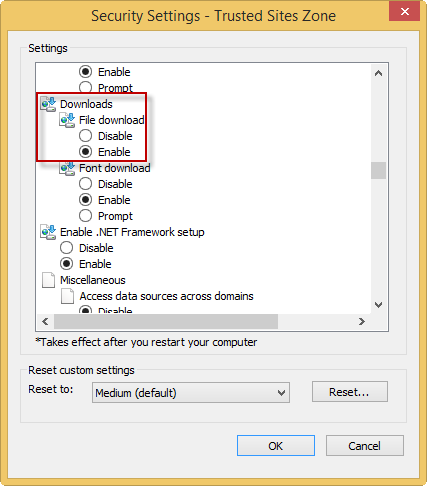 Security Settings - Trusted Sites Zone
Settings
Enable
Prompt
Downloads
File download
Disable
Enable
Font download
Disable
Enable
Prompt
Enable .NET Framework setup
Disable
Enable
Miscellaneous
Access data sources across domains
Disable
*Takes effect after you restart your computer
Reset custom settings
Reset to:
Medium (default)
Reset...
OK
Cancel